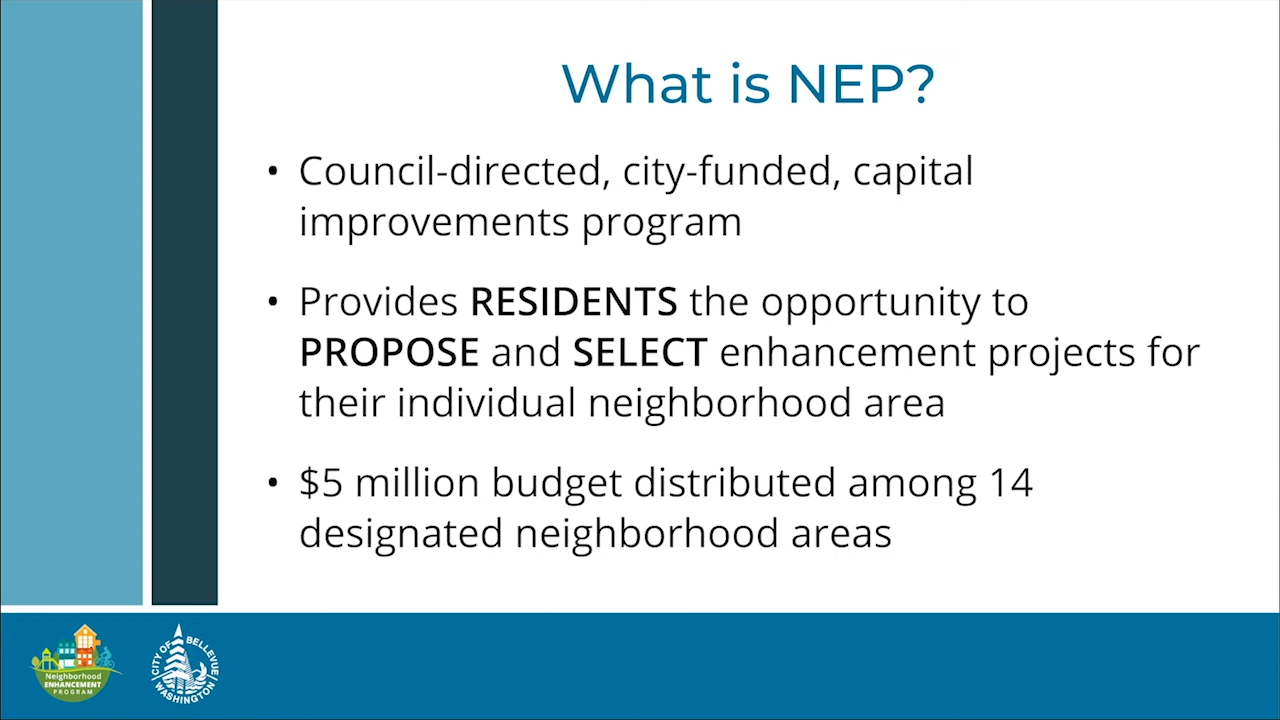 What is NEP?
• Council-directed, city-funded, capital
improvements program
• Provides RESIDENTS the opportunity to
PROPOSE and SELECT enhancement projects for
their individual neighborhood area
• $5 million budget distributed among 14
designated neighborhood areas
Neighborhood
ENHANCEMENT
PROGRAM
CITY OF BELLEVUE
WASHINGTON